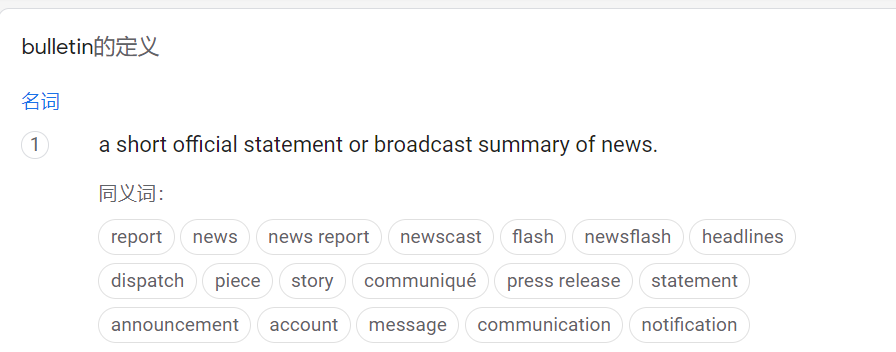 bulletin的定义
名词
1 a short official statement or broadcast summary of news.
同义词：
report news news report newscast flash newsflash headlines
dispatch piece story communiqué press release statement
announcement account message communication notification